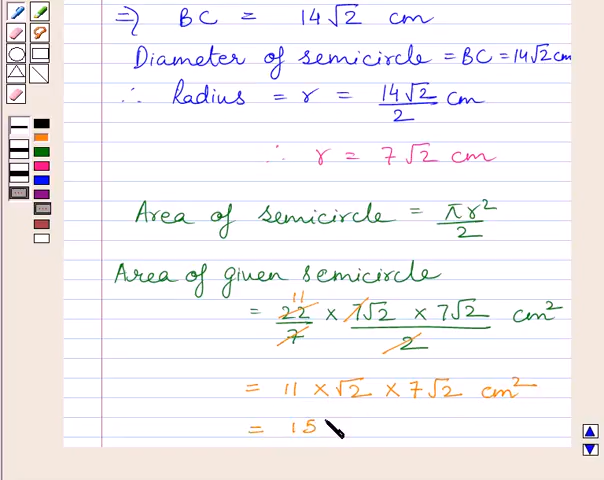 ⇒ BC = 14√2 cm
Diameter of semicircle = BC = 14√2 cm
∴ Radius = r = 14√2/2 cm
∴ r = 7√2 cm
Area of semicircle = πr²/2
Area of given semicircle
11
= 22/7 × 7√2 × 7√2/2 cm²
= 11 × √2 × 7√2 cm²
= 15